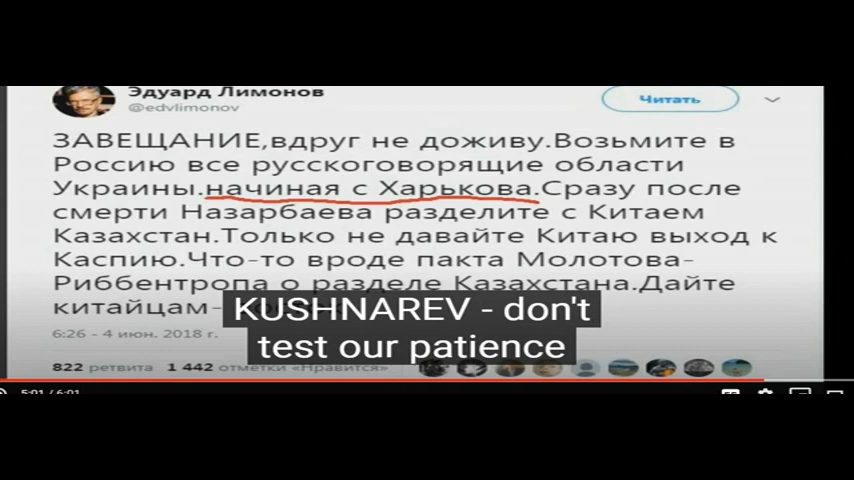 Эдуард Лимонов
@edvlimonov
Читать
ЗАВЕЩАНИЕ,вдруг не доживу.Возьмите в
Россию все русскоговорящие области
Украины.начиная с Харькова.Сразу после
смерти Назарбаева разделите с Китаем
Казахстан.Только не давайте Китаю выход к
Каспию.Что-то вроде пакта Молотова-
Риббентропа о разделе Казахстана.Дайте
китайцам-
KUSHNAREV - don't
test our patience
6:26 - 4 июн. 2018 г.
822 ретвита 1 442 отметки «Нравится»
5:01 / 6:01